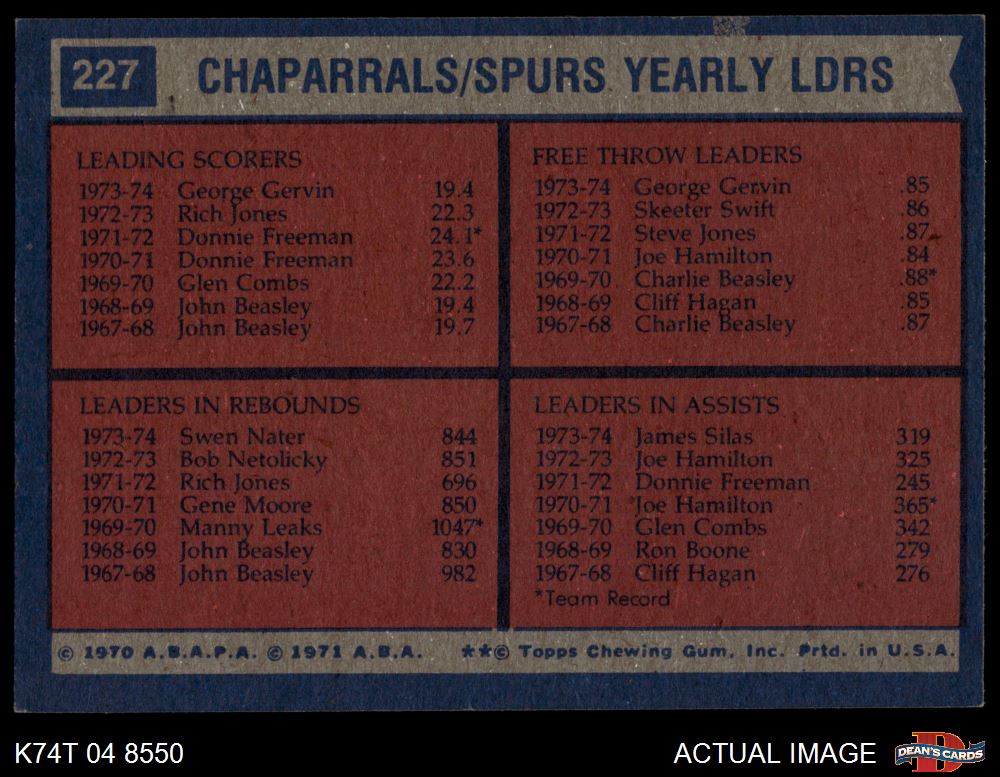 227
CHAPARRALS/SPURS YEARLY LDRS
LEADING SCORERS
1973-74 George Gervin 19.4
1972-73 Rich Jones 22.3
1971-72 Donnie Freeman 24.1*
1970-71 Donnie Freeman 23.6
1969-70 Glen Combs 22.2
1968-69 John Beasley 19.4
1967-68 John Beasley 19.7
FREE THROW LEADERS
1973-74 George Gervin .85
1972-73 Skeeter Swift .86
1971-72 Steve Jones .87
1970-71 Joe Hamilton .84
1969-70 Charlie Beasley .88*
1968-69 Cliff Hagan .85
1967-68 Charlie Beasley .87
LEADERS IN REBOUNDS
1973-74 Swen Nater 844
1972-73 Bob Netolicky 851
1971-72 Rich Jones 696
1970-71 Gene Moore 850
1969-70 Manny Leaks 1047*
1968-69 John Beasley 830
1967-68 John Beasley 982
LEADERS IN ASSISTS
1973-74 James Silas 319
1972-73 Joe Hamilton 325
1971-72 Donnie Freeman 245
1970-71 Joe Hamilton 365*
1969-70 Glen Combs 342
1968-69 Ron Boone 279
1967-68 Cliff Hagan 276
*Team Record
© 1970 A.B.A.P.A. © 1971 A.B.A. **© Topps Chewing Gum, Inc. Prtd. in U.S.A.
K74T 04 8550
ACTUAL IMAGE
DEAN'S CARDS